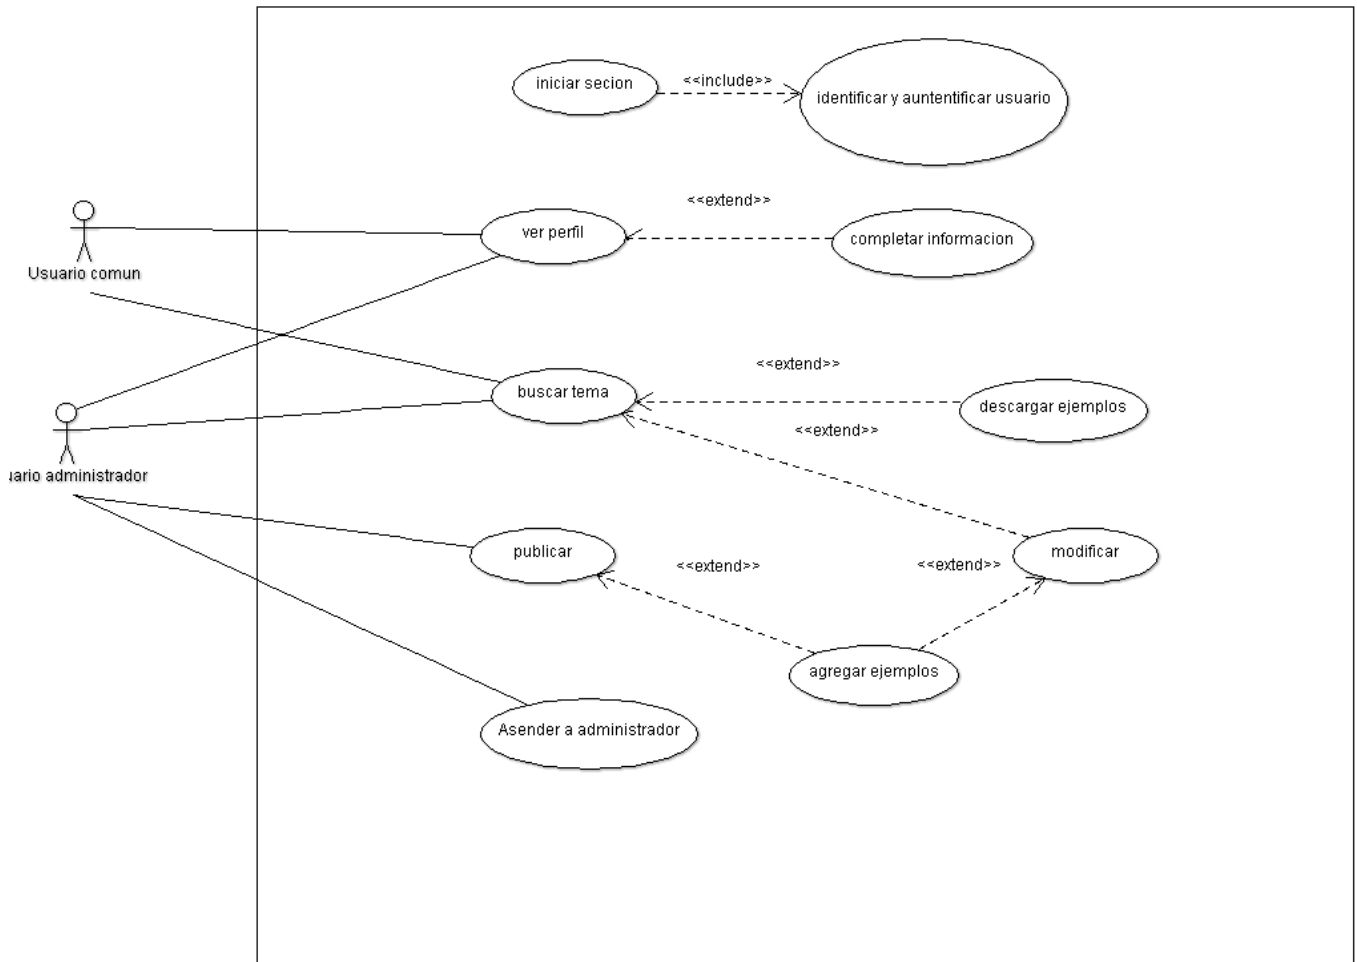 iniciar secion
<<include>>
identificar y auntentificar usuario
<<extend>>
ver perfil
completar informacion
Usuario comun
<<extend>>
buscar tema
descargar ejemplos
<<extend>>
uario administrador
publicar
<<extend>>
<<extend>>
modificar
agregar ejemplos
Asender a administrador